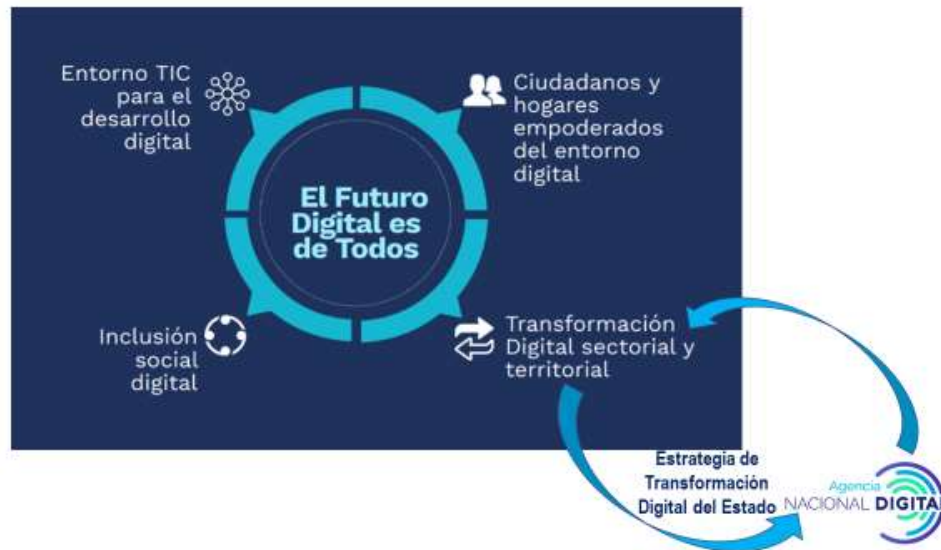 Entorno TIC
para el
desarrollo
digital
Ciudadanos y
hogares
empoderados
del entorno
digital
El Futuro
Digital es
de Todos
Inclusión
social
digital
Transformación
Digital sectorial y
territorial
Estrategia de
Transformación
Digital del Estado
Agencia
NACIONAL DIGITAL